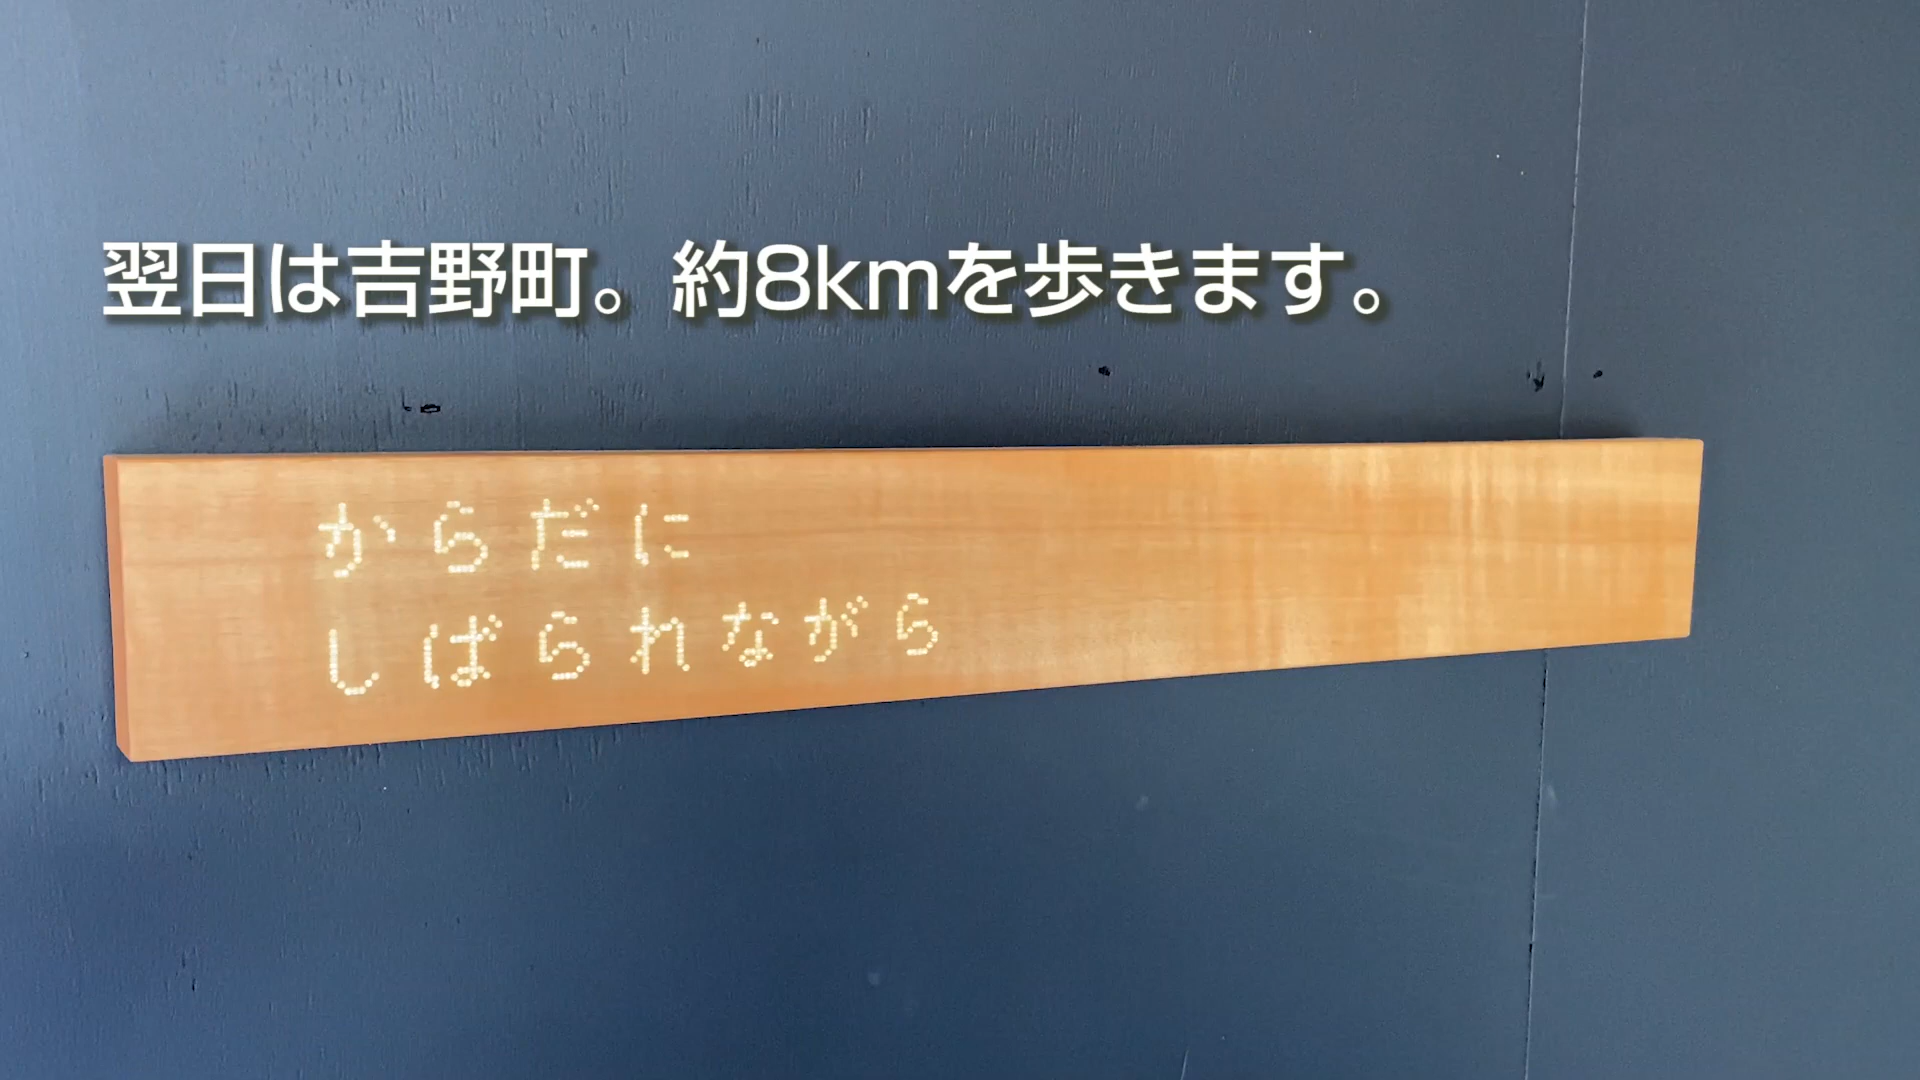 翌日は吉野町。約8kmを歩きます。
からだに
しばられながら